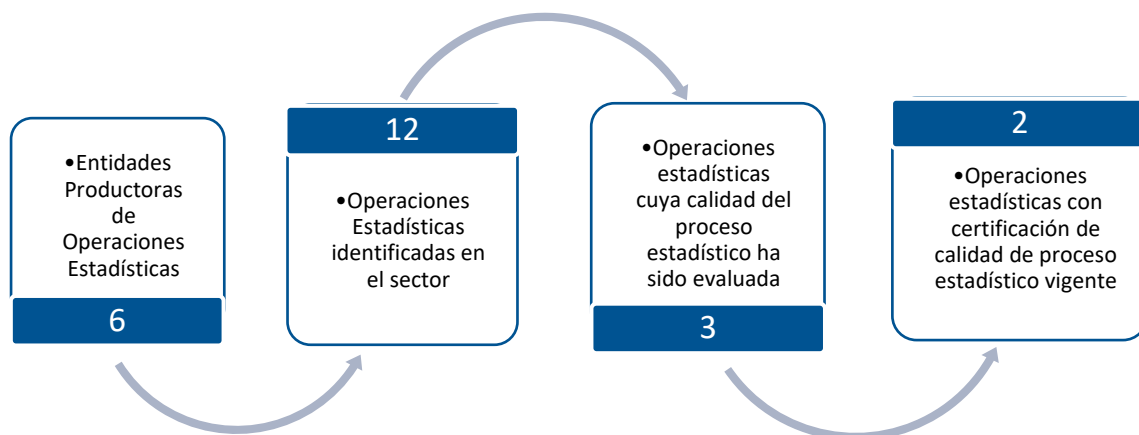 •Entidades
Productoras
de
Operaciones
Estadísticas
6
12
•Operaciones
Estadísticas
identificadas en
el sector
•Operaciones
estadísticas
cuya calidad del
proceso
estadístico ha
sido evaluada
3
2
•Operaciones
estadísticas con
certificación de
calidad de proceso
estadístico vigente